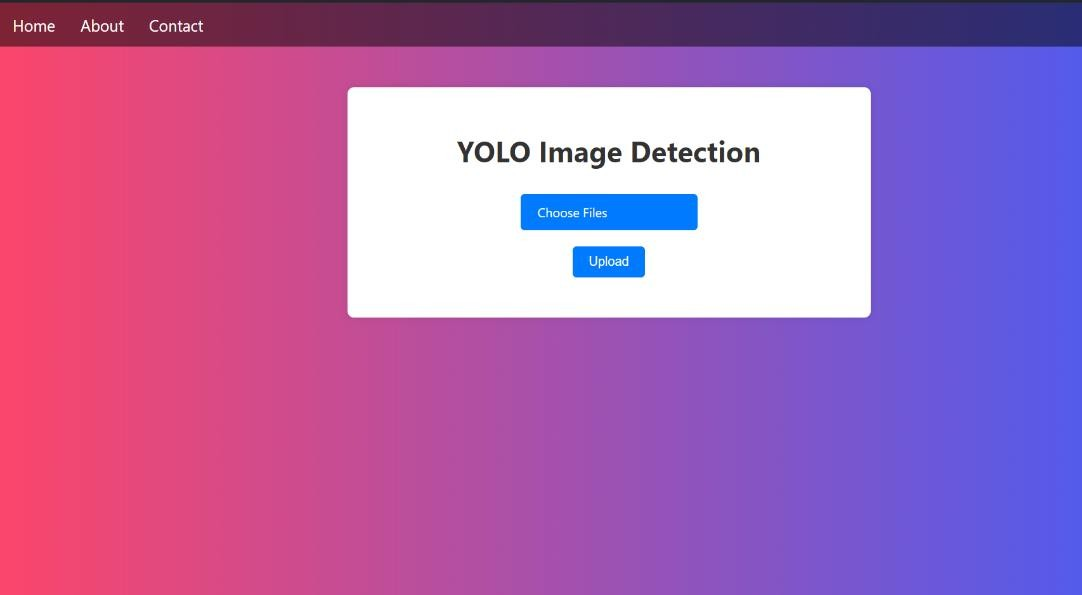 Home About Contact
YOLO Image Detection
Choose Files
Upload